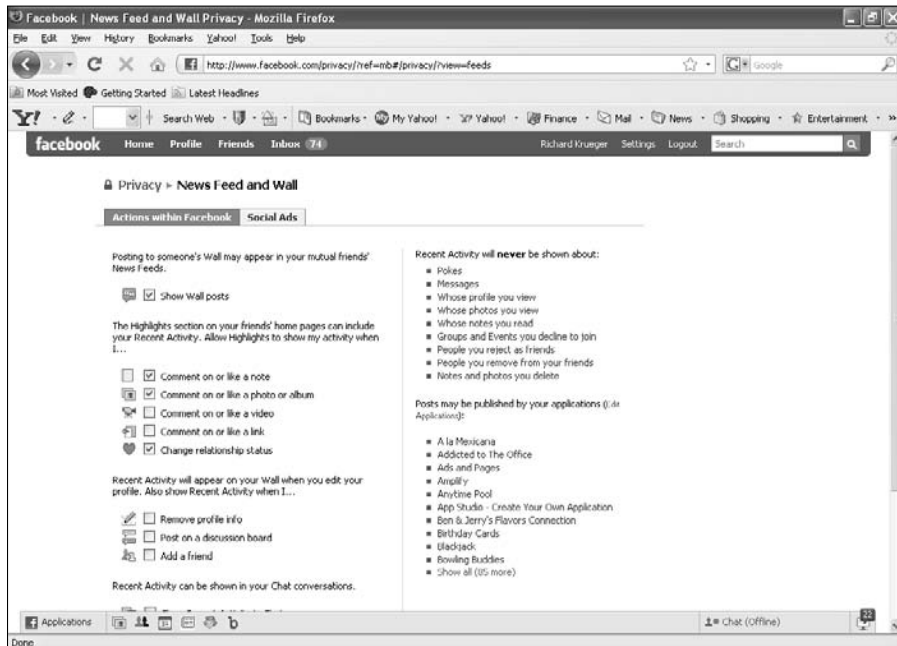 Facebook | News Feed and Wall Privacy - Mozilla Firefox
File Edit View History Bookmarks Yahoo! Tools Help
http://www.facebook.com/privacy/?ref=mb#/privacy/?view=feeds
Google
Most Visited Getting Started Latest Headlines
Y! Search Web Bookmarks My Yahoo! Yahoo! Finance Mail News Shopping Entertainment
facebook Home Profile Friends Inbox 74 Richard Krueger Settings Logout Search
Privacy News Feed and Wall
Actions within Facebook Social Ads
Posting to someone's Wall may appear in your mutual friends'
News Feeds.
Show Wall posts
The Highlights section on your friends' home pages can include
your Recent Activity. Allow Highlights to show my activity when
I...
Comment on or like a note
Comment on or like a photo or album
Comment on or like a video
Comment on or like a link
Change relationship status
Recent Activity will appear on your Wall when you edit your
profile. Also show Recent Activity when I...
Remove profile info
Post on a discussion board
Add a friend
Recent Activity can be shown in your Chat conversations.
Recent Activity will never be shown about:
Pokes
Messages
Whose profile you view
Whose photos you view
Whose notes you read
Groups and Events you decline to join
People you reject as friends
People you remove from your friends
Notes and photos you delete
Posts may be published by your applications (Edit
Applications):
A la Mexicana
Addicted to The Office
Ads and Pages
Amplify
Anytime Pool
App Studio - Create Your Own Application
Ben & Jerry's Flavors Connection
Birthday Cards
Blackjack
Bowling Buddies
Show all (85 more)
Applications
Chat (Offline)
22
Done